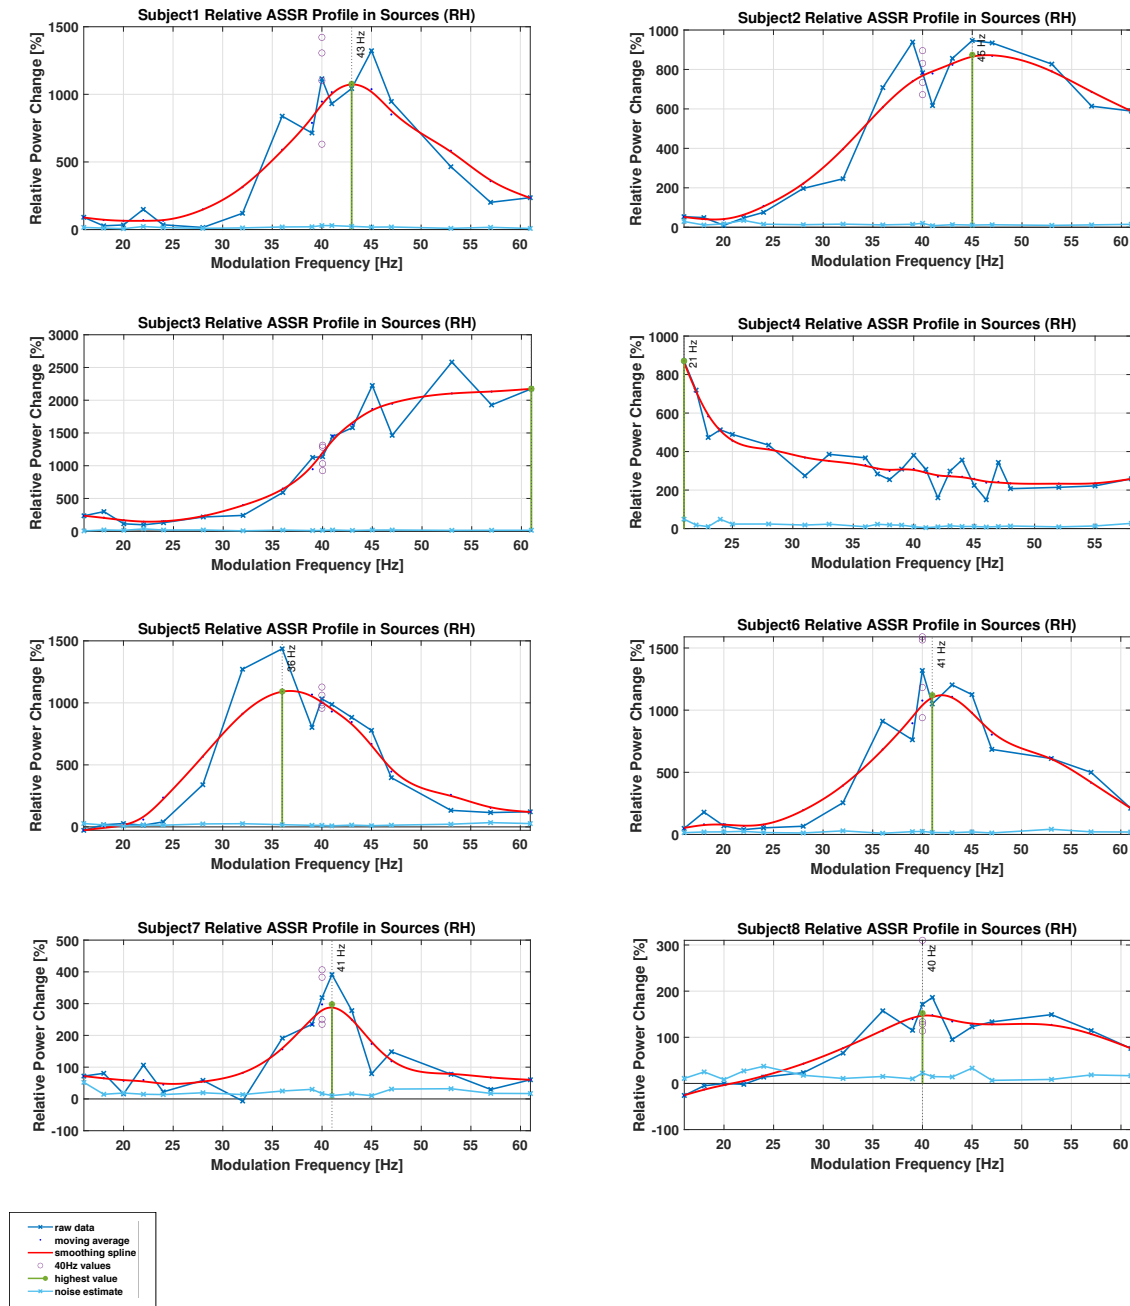 Subject1 Relative ASSR Profile in Sources (RH)
Relative Power Change [%]
1500
1000
500
0
43 Hz
20 25 30 35 40 45 50 55 60
Modulation Frequency [Hz]
Subject2 Relative ASSR Profile in Sources (RH)
Relative Power Change [%]
1000
800
600
400
200
0
45 Hz
20 25 30 35 40 45 50 55 60
Modulation Frequency [Hz]
Subject3 Relative ASSR Profile in Sources (RH)
Relative Power Change [%]
3000
2500
2000
1500
1000
500
0
20 25 30 35 40 45 50 55 60
Modulation Frequency [Hz]
Subject4 Relative ASSR Profile in Sources (RH)
Relative Power Change [%]
1000
800
600
400
200
0
21 Hz
25 30 35 40 45 50 55
Modulation Frequency [Hz]
Subject5 Relative ASSR Profile in Sources (RH)
Relative Power Change [%]
1500
1000
500
0
36 Hz
20 25 30 35 40 45 50 55 60
Modulation Frequency [Hz]
Subject6 Relative ASSR Profile in Sources (RH)
Relative Power Change [%]
1500
1000
500
0
41 Hz
20 25 30 35 40 45 50 55 60
Modulation Frequency [Hz]
Subject7 Relative ASSR Profile in Sources (RH)
Relative Power Change [%]
500
400
300
200
100
0
-100
41 Hz
20 25 30 35 40 45 50 55 60
Modulation Frequency [Hz]
Subject8 Relative ASSR Profile in Sources (RH)
Relative Power Change [%]
300
200
100
0
-100
40 Hz
20 25 30 35 40 45 50 55 60
Modulation Frequency [Hz]
raw data
moving average
smoothing spline
40Hz values
highest value
noise estimate